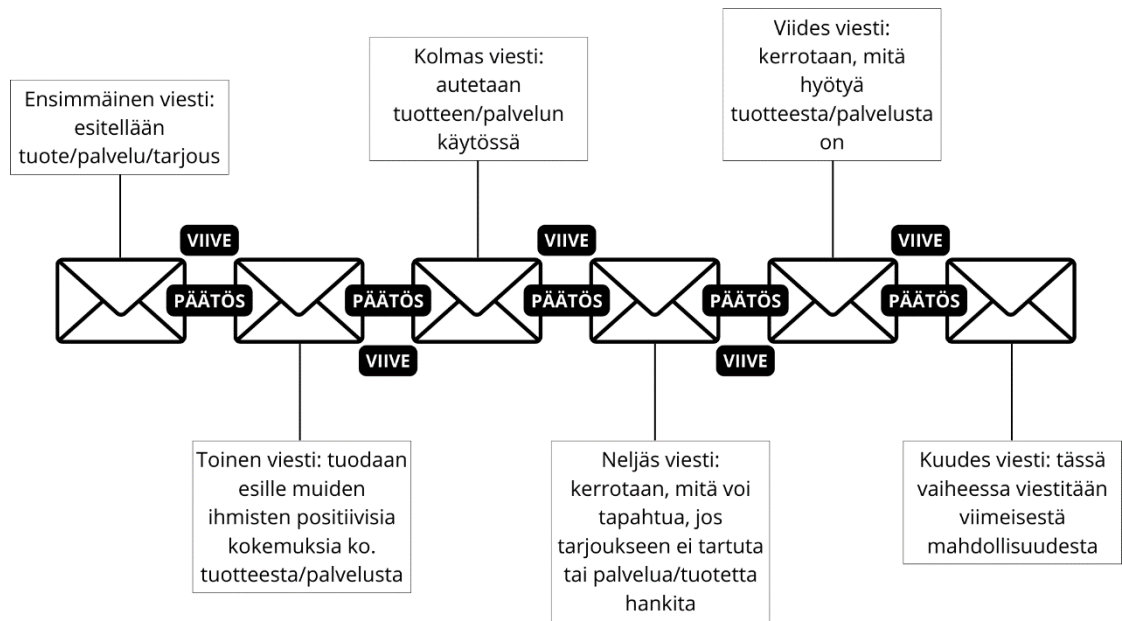 Ensimmäinen viesti:
esitellään
tuote/palvelu/tarjous
Kolmas viesti:
autetaan
tuotteen/palvelun
käytössä
Viides viesti:
kerrotaan, mitä
hyötyä
tuotteesta/palvelusta
on
VIIVE
VIIVE
VIIVE
PÄÄTÖS
PÄÄTÖS
PÄÄTÖS
PÄÄTÖS
PÄÄTÖS
VIIVE
VIIVE
Toinen viesti: tuodaan
esille muiden
ihmisten positiivisia
kokemuksia ko.
tuotteesta/palvelusta
Neljäs viesti:
kerrotaan, mitä voi
tapahtua, jos
tarjoukseen ei tartuta
tai palvelua/tuotetta
hankita
Kuudes viesti: tässä
vaiheessa viestitään
viimeisestä
mahdollisuudesta